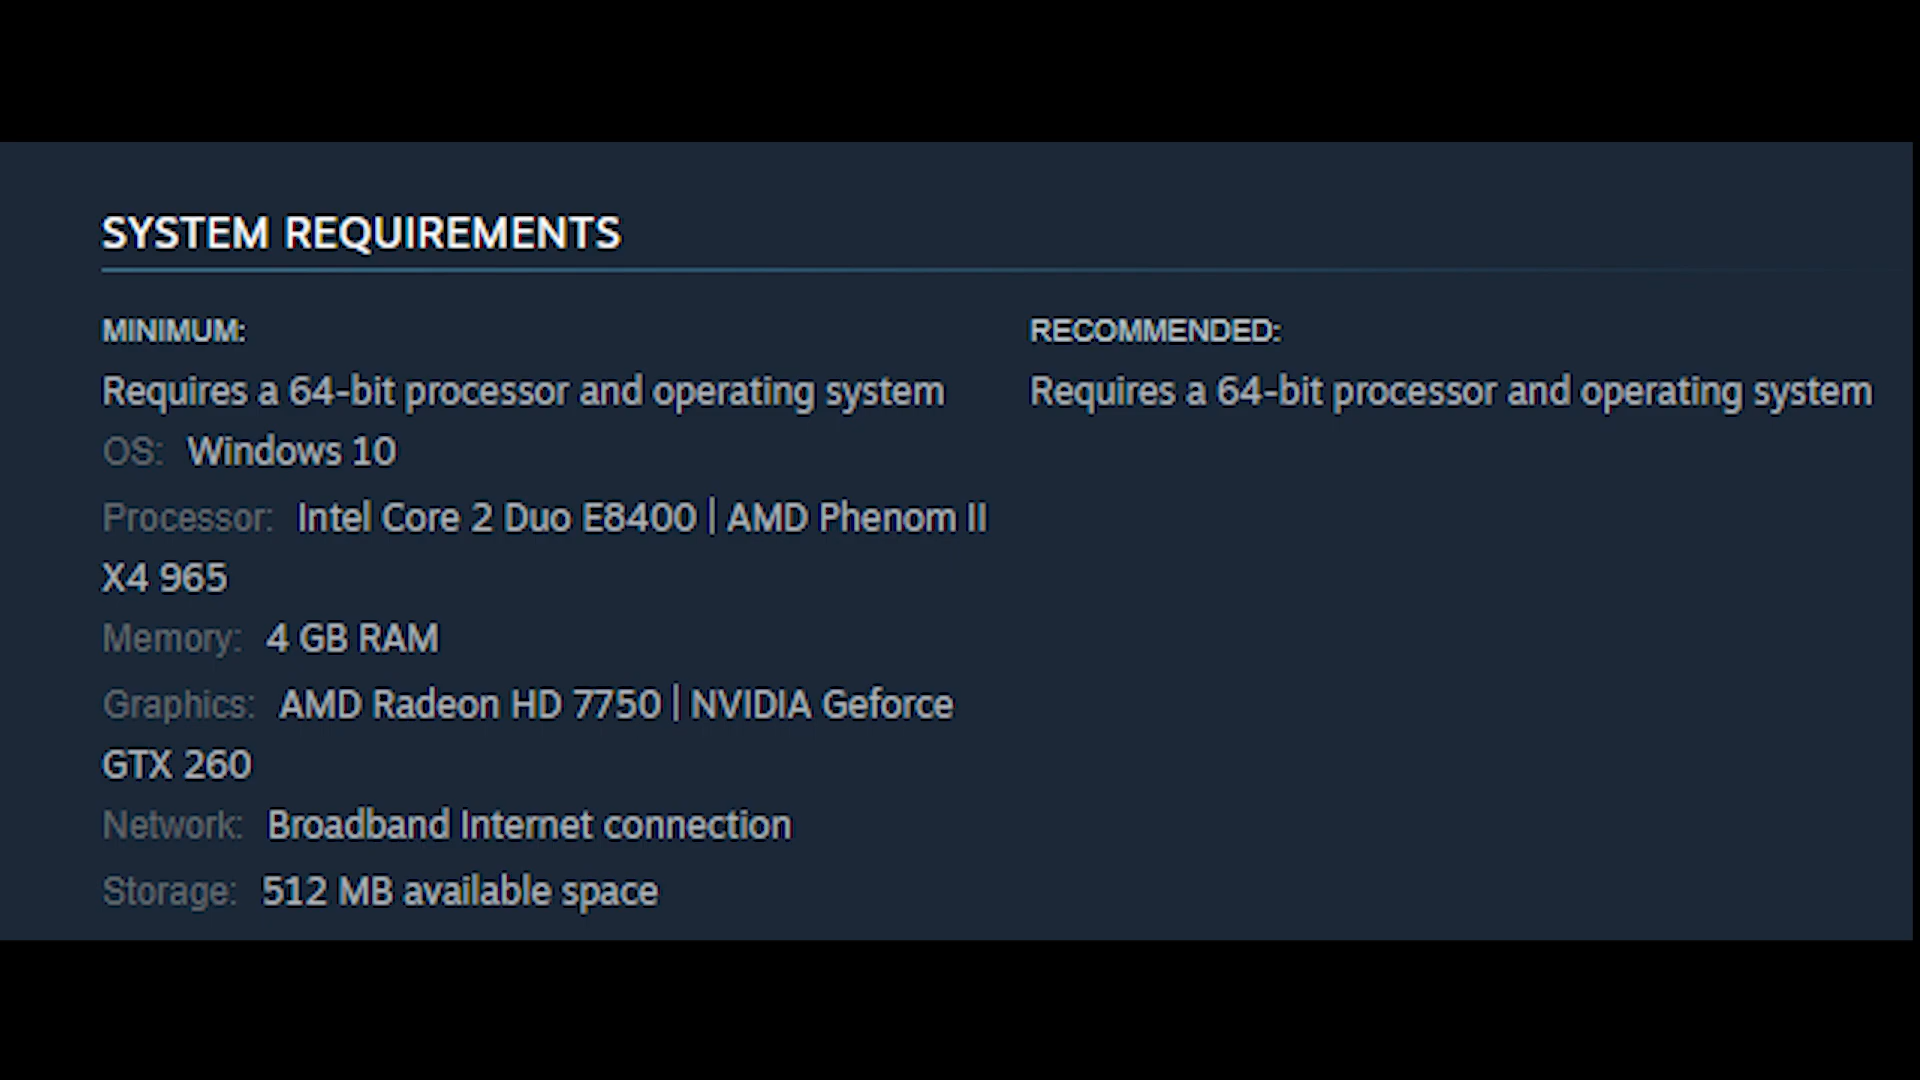 SYSTEM REQUIREMENTS
MINIMUM:
Requires a 64-bit processor and operating system
OS: Windows 10
Processor: Intel Core 2 Duo E8400 | AMD Phenom II
X4 965
Memory: 4 GB RAM
Graphics: AMD Radeon HD 7750 | NVIDIA Geforce
GTX 260
Network: Broadband Internet connection
Storage: 512 MB available space
RECOMMENDED:
Requires a 64-bit processor and operating system